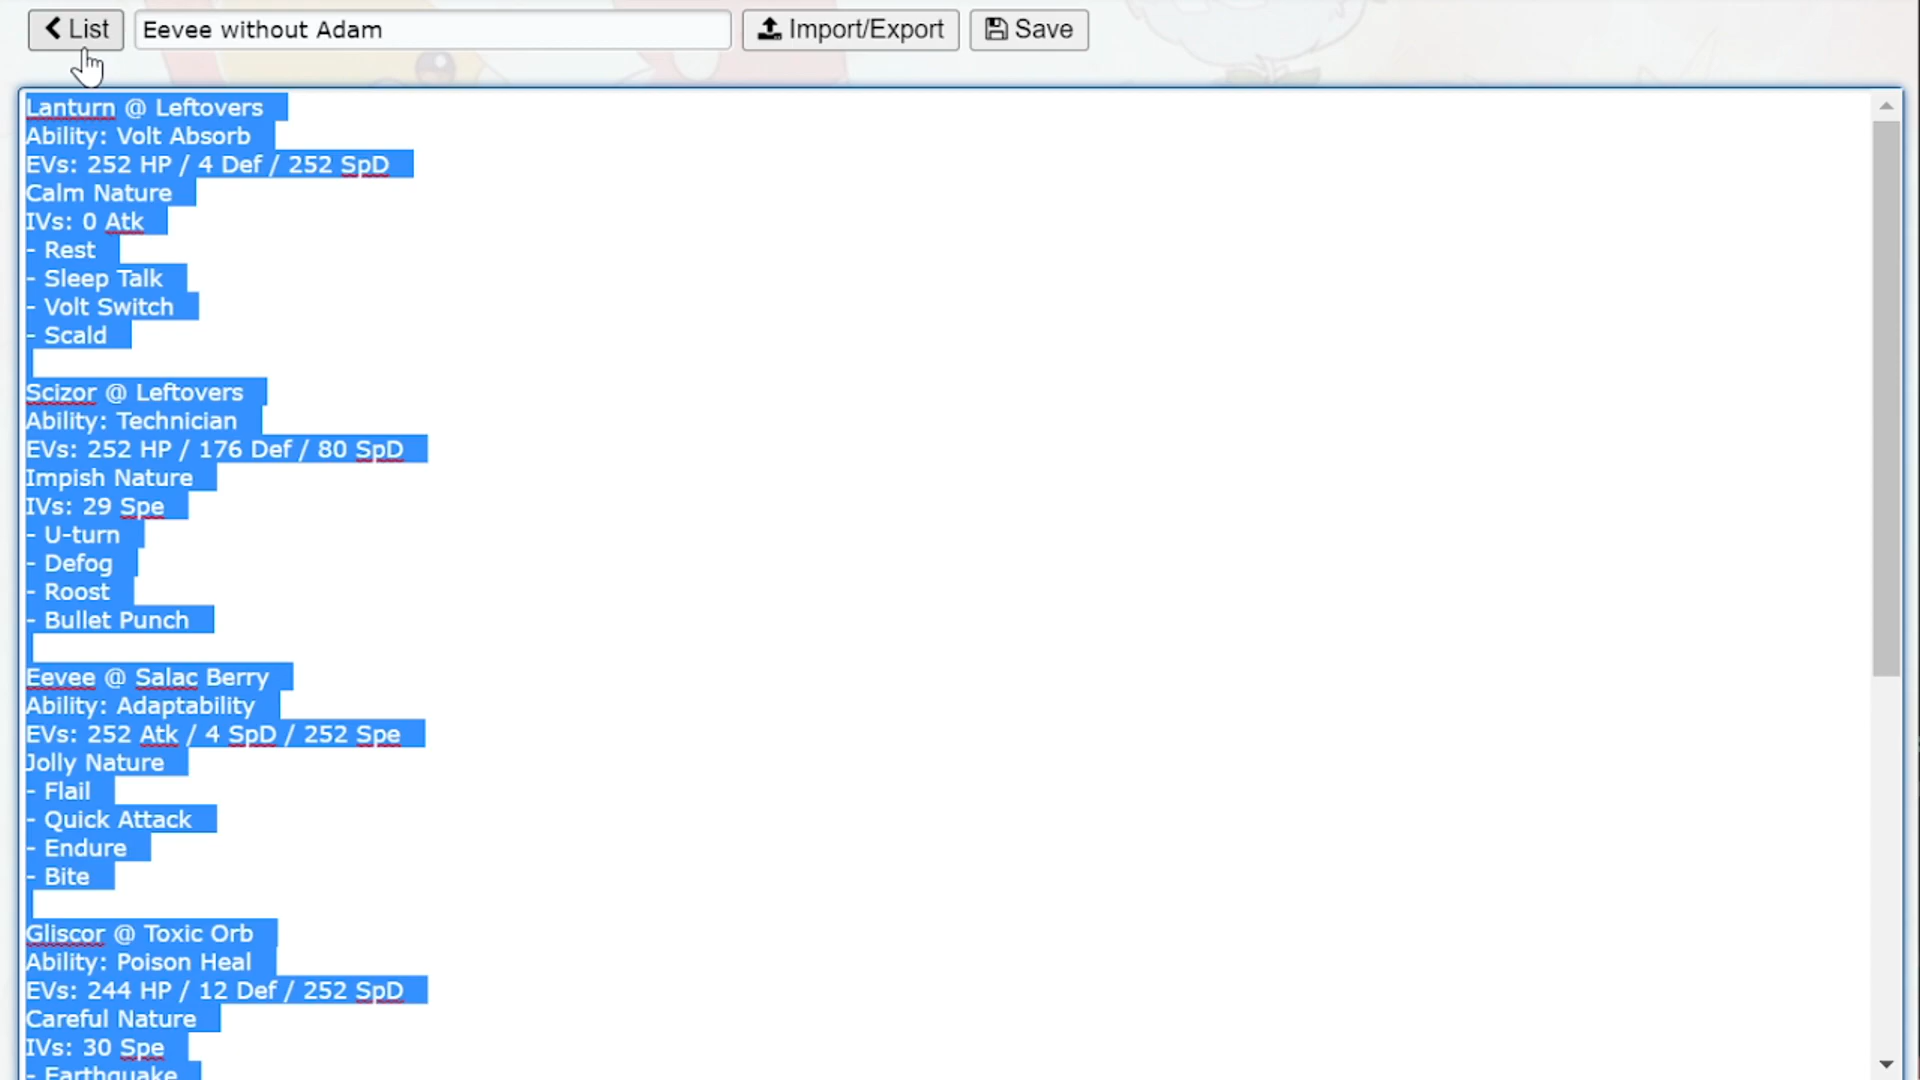 List
Eevee without Adam
Import/Export
Save
Lanturn @ Leftovers
Ability: Volt Absorb
EVs: 252 HP / 4 Def / 252 SpD
Calm Nature
IVs: 0 Atk
- Rest
- Sleep Talk
- Volt Switch
- Scald
Scizor @ Leftovers
Ability: Technician
EVs: 252 HP / 176 Def / 80 SpD
Impish Nature
IVs: 29 Spe
- U-turn
- Defog
- Roost
- Bullet Punch
Eevee @ Salac Berry
Ability: Adaptability
EVs: 252 Atk / 4 SpD / 252 Spe
Jolly Nature
- Flail
- Quick Attack
- Endure
- Bite
Gliscor @ Toxic Orb
Ability: Poison Heal
EVs: 244 HP / 12 Def / 252 SpD
Careful Nature
IVs: 30 Spe
- Earthquake